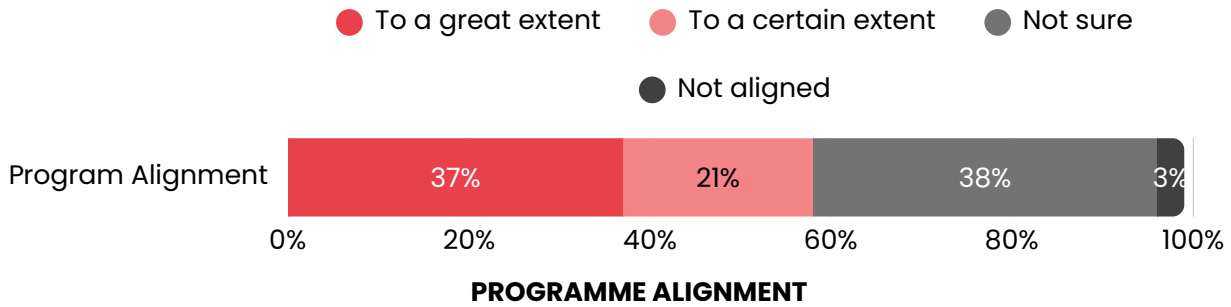 To a great extent To a certain extent Not sure
Not aligned
Program Alignment 37% 21% 38% 3%
0% 20% 40% 60% 80% 100%
PROGRAMME ALIGNMENT